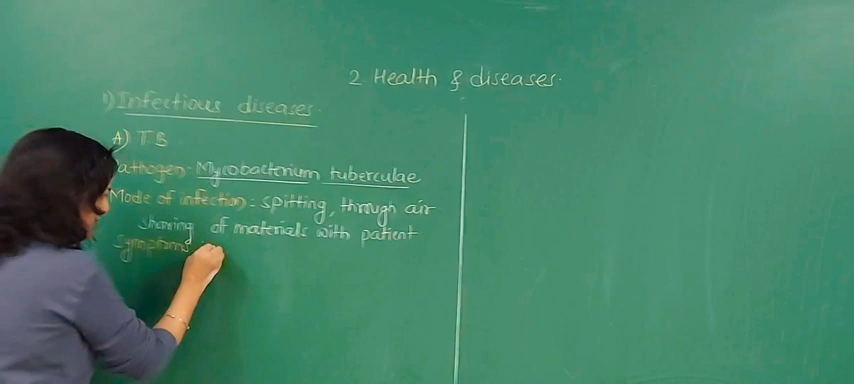 2 Health & diseases.
1) Infectious diseases.
A) TB
Pathogen - Mycobacterium tuberculae
Mode of infection : spitting, through air
sharing of materials with patient
Symptoms